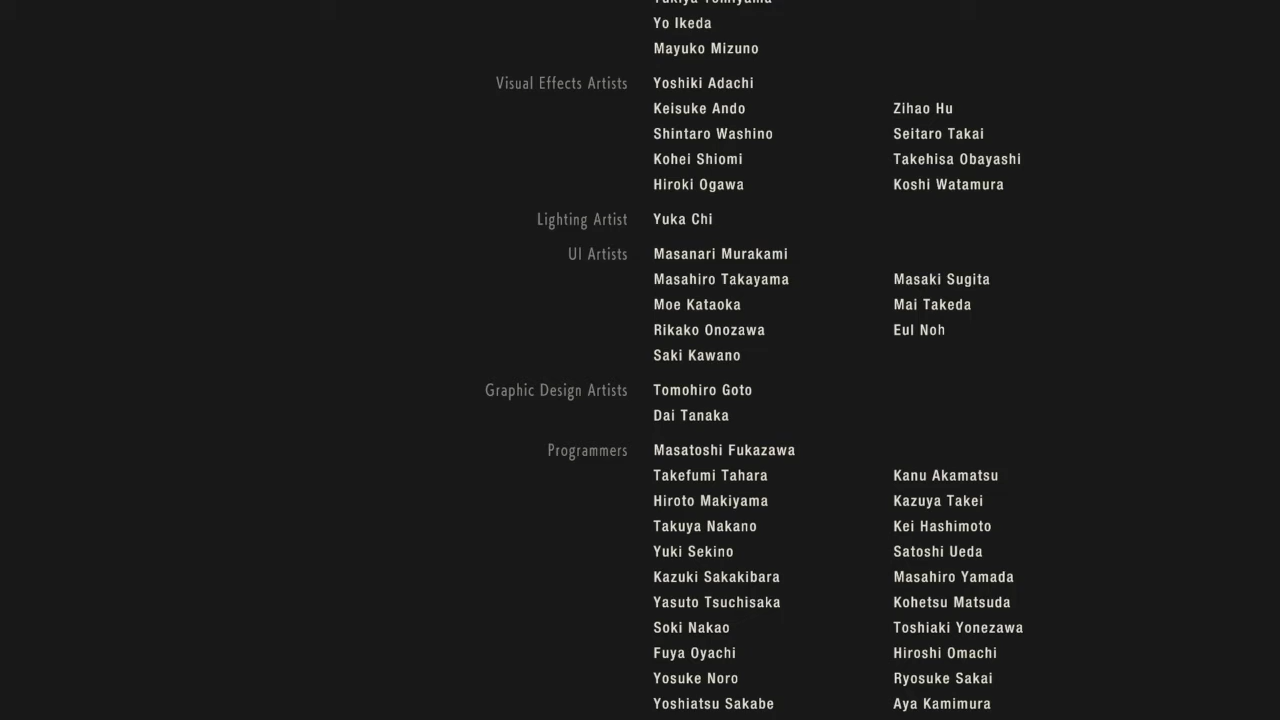 Yukiya Tomiyama
Yo Ikeda
Mayuko Mizuno
Visual Effects Artists Yoshiki Adachi
Keisuke Ando Zihao Hu
Shintaro Washino Seitaro Takai
Kohei Shiomi Takehisa Obayashi
Hiroki Ogawa Koshi Watamura
Lighting Artist Yuka Chi
UI Artists Masanari Murakami
Masahiro Takayama Masaki Sugita
Moe Kataoka Mai Takeda
Rikako Onozawa Eul Noh
Saki Kawano
Graphic Design Artists Tomohiro Goto
Dai Tanaka
Programmers Masatoshi Fukazawa
Takefumi Tahara Kanu Akamatsu
Hiroto Makiyama Kazuya Takei
Takuya Nakano Kei Hashimoto
Yuki Sekino Satoshi Ueda
Kazuki Sakakibara Masahiro Yamada
Yasuto Tsuchisaka Kohetsu Matsuda
Soki Nakao Toshiaki Yonezawa
Fuya Oyachi Hiroshi Omachi
Yosuke Noro Ryosuke Sakai
Yoshiatsu Sakabe Aya Kamimura